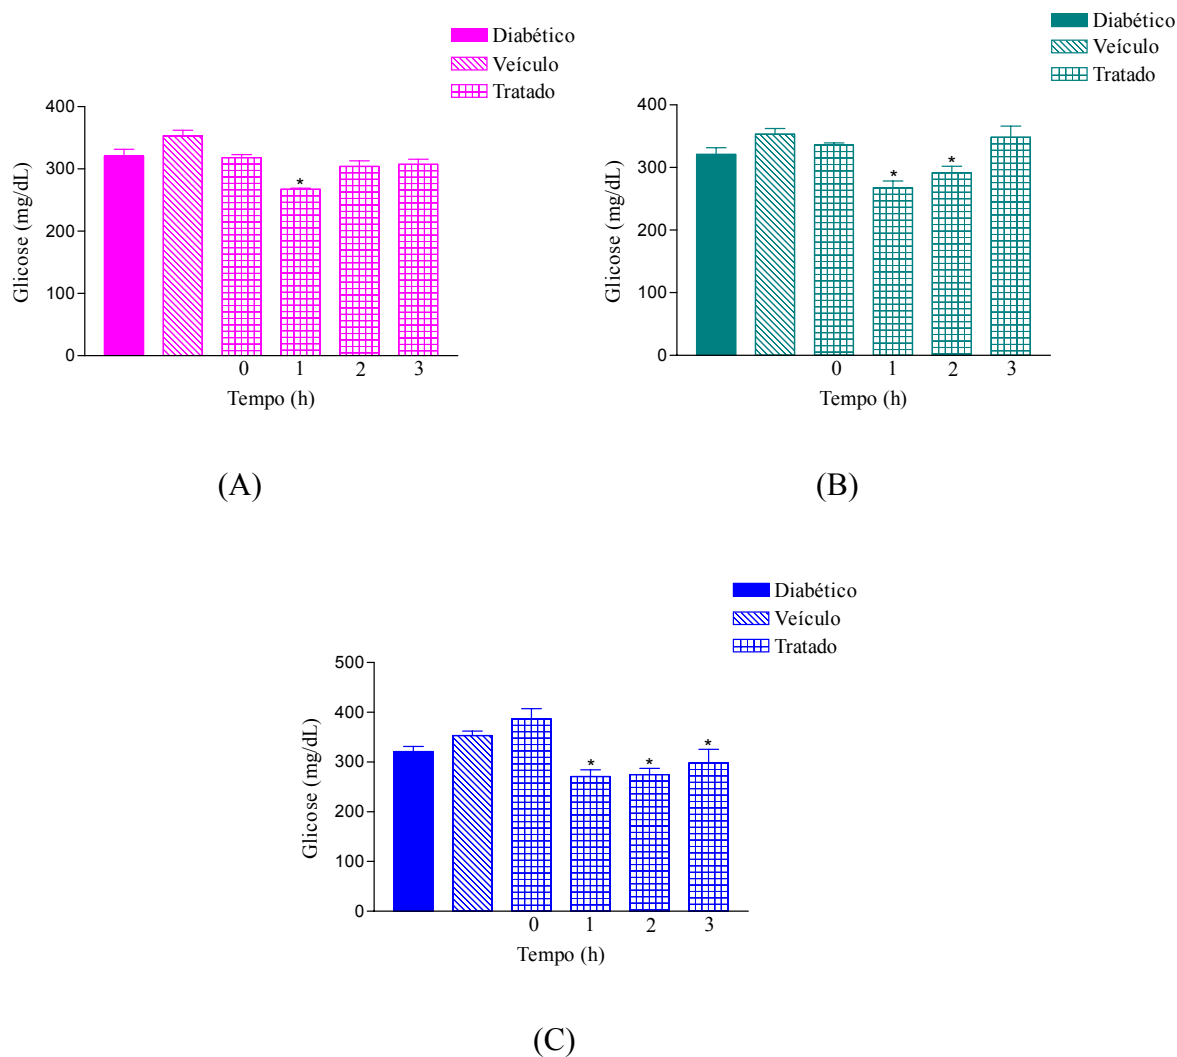 Diabético
Veículo
Tratado
400
300
200
100
0
Glicose (mg/dL)
*
0 1 2 3
Tempo (h)
(A)
Diabético
Veículo
Tratado
400
300
200
100
0
Glicose (mg/dL)
* *
0 1 2 3
Tempo (h)
(B)
Diabético
Veículo
Tratado
500
400
300
200
100
0
Glicose (mg/dL)
* * *
0 1 2 3
Tempo (h)
(C)